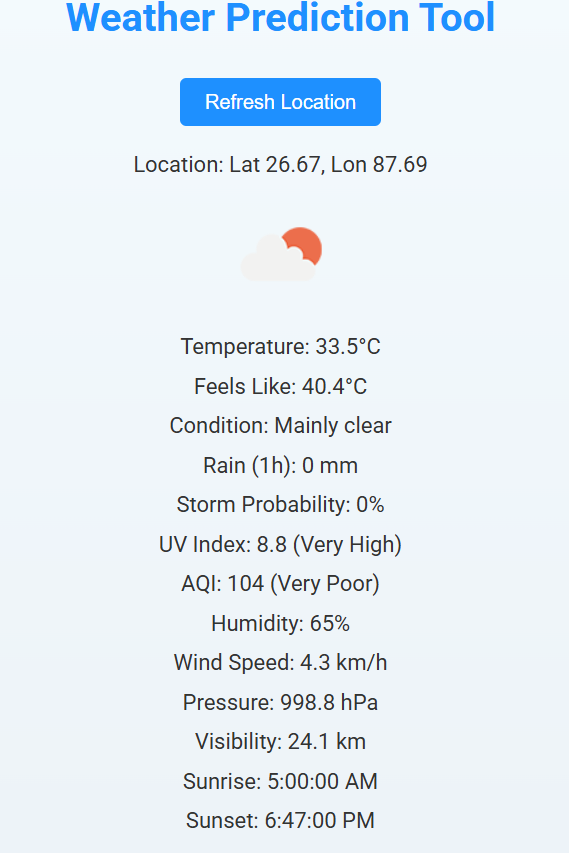 Weather Prediction Tool
Refresh Location
Location: Lat 26.67, Lon 87.69
Temperature: 33.5°C
Feels Like: 40.4°C
Condition: Mainly clear
Rain (1h): 0 mm
Storm Probability: 0%
UV Index: 8.8 (Very High)
AQI: 104 (Very Poor)
Humidity: 65%
Wind Speed: 4.3 km/h
Pressure: 998.8 hPa
Visibility: 24.1 km
Sunrise: 5:00:00 AM
Sunset: 6:47:00 PM